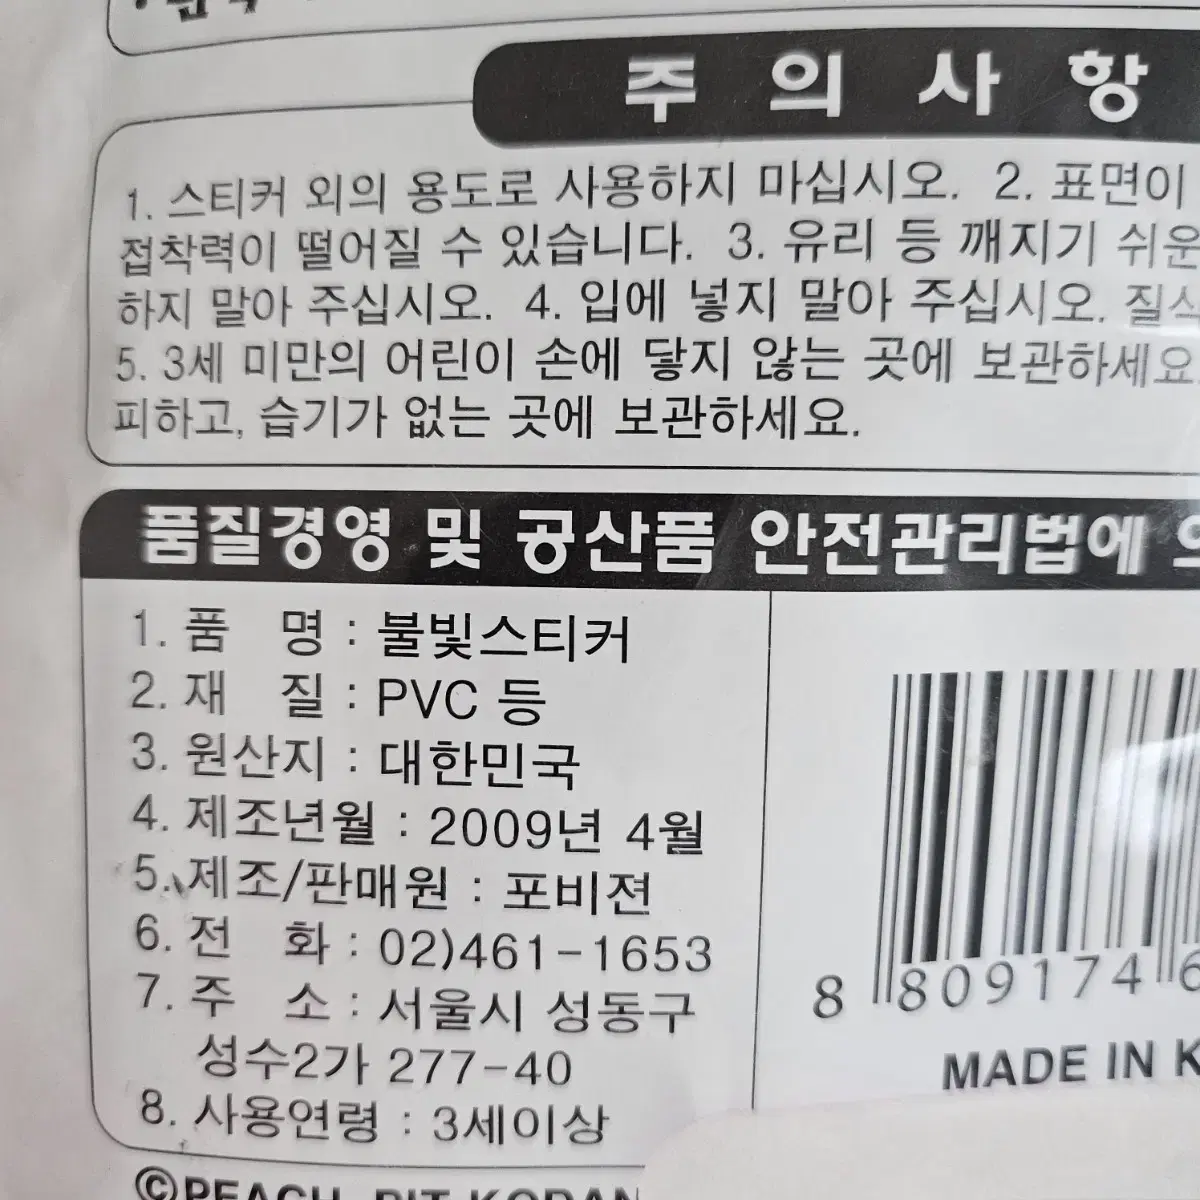 주 의 사 항
1. 스티커 외의 용도로 사용하지 마십시오. 2. 표면이
접착력이 떨어질 수 있습니다. 3. 유리 등 깨지기 쉬운
하지 말아 주십시오. 4. 입에 넣지 말아 주십시오.
5. 3세 미만의 어린이 손에 닿지 않는 곳에 보관하세요
피하고, 습기가 없는 곳에 보관하세요.
품질경영 및 공산품 안전관리법에
1. 품 명 : 불빛스티커
2. 재 질 : PVC 등
3. 원산지 : 대한민국
4. 제조년월 : 2009년 4월
5. 제조/판매원 : 포비젼
6. 전 화 : 02)461-1653
7. 주 소 : 서울시 성동구
성수2가 277-40
8. 사용연령 : 3세이상
8 809174 6
MADE IN K
©PEACH